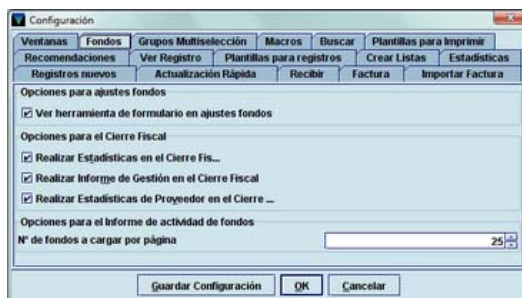 Configuración
Ventanas Fondos Grupos Multiselección Macros Buscar Plantillas para Imprimir
Recomendaciones Ver Registro Plantillas para registros Crear Listas Estadísticas
Registros nuevos Actualización Rápida Recibir Factura Importar Factura
Opciones para ajustes fondos
Ver herramienta de formulario en ajustes fondos
Opciones para el Cierre Fiscal
Realizar Estadísticas en el Cierre Fis...
Realizar Informe de Gestión en el Cierre Fiscal
Realizar Estadísticas de Proveedor en el Cierre ...
Opciones para el Informe de actividad de fondos
Nº de fondos a cargar por página 25
Guardar Configuración OK Cancelar